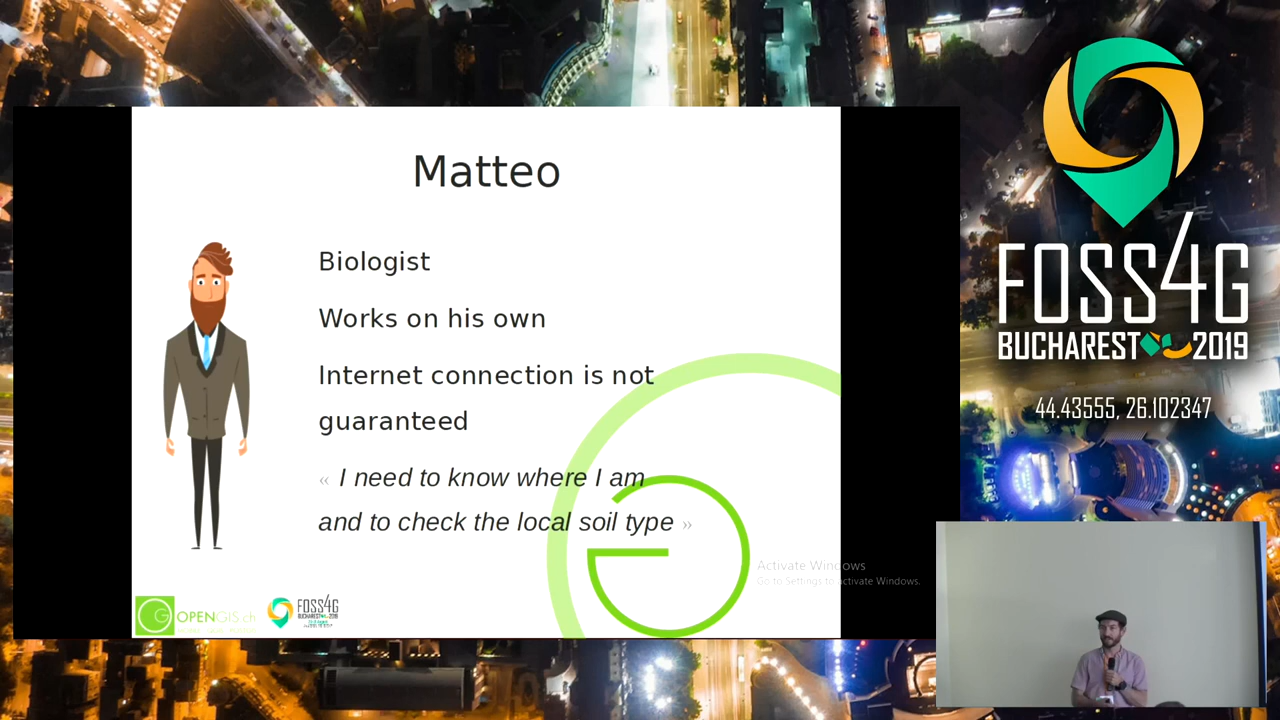 Matteo
Biologist
Works on his own
Internet connection is not
guaranteed
« I need to know where I am
and to check the local soil type »
Activate Windows
Go to Settings to activate Windows.
OPENGIS.ch
FOSS4G
BUCHAREST 2019
FOSS4G
BUCHAREST 2019
44.43555, 26.102347